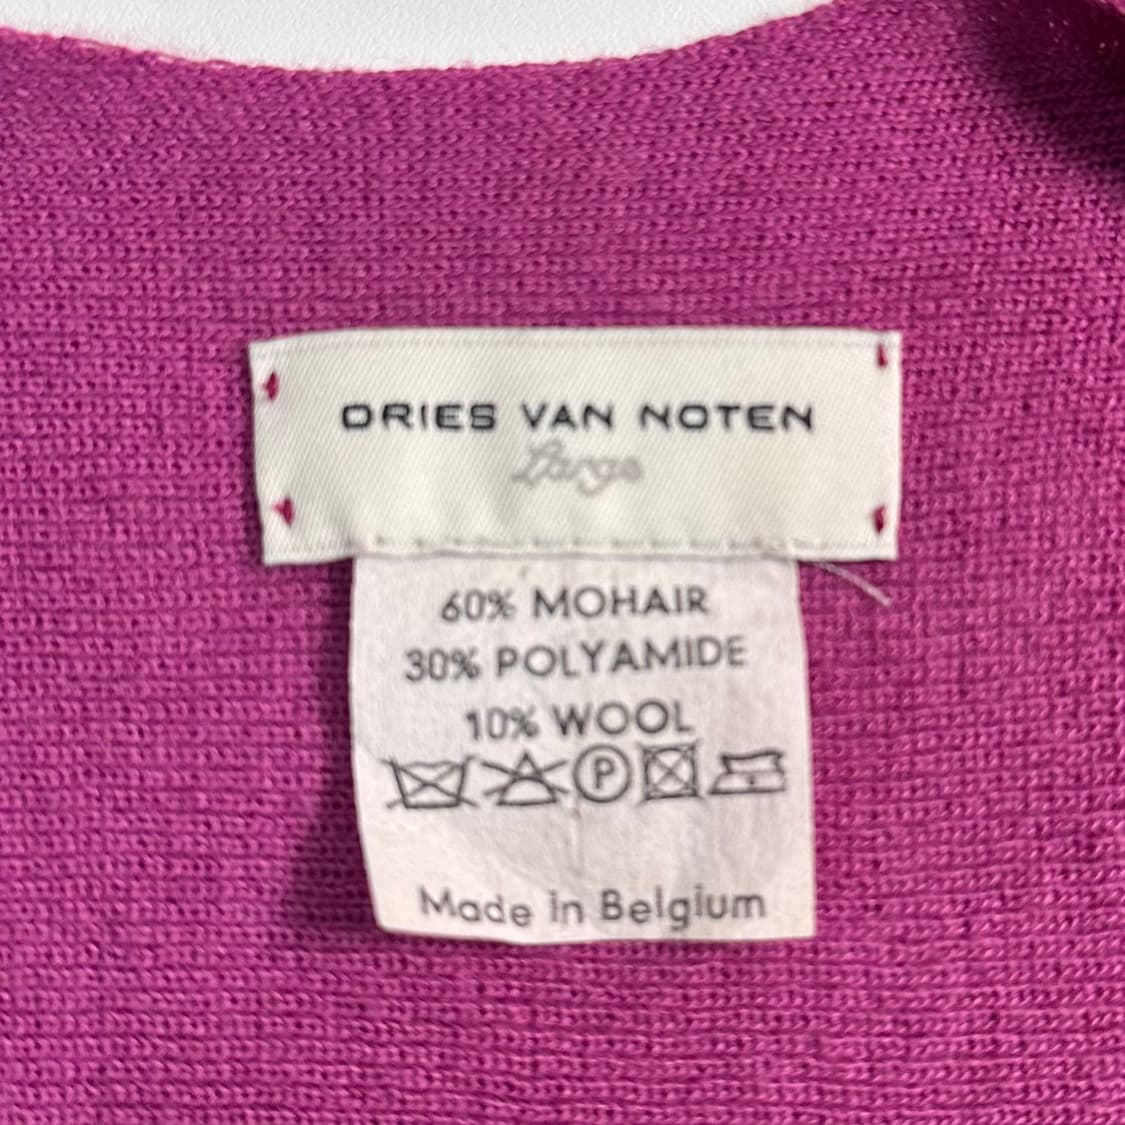 DRIES VAN NOTEN
Large
60% MOHAIR
30% POLYAMIDE
10% WOOL
P
Made in Belgium